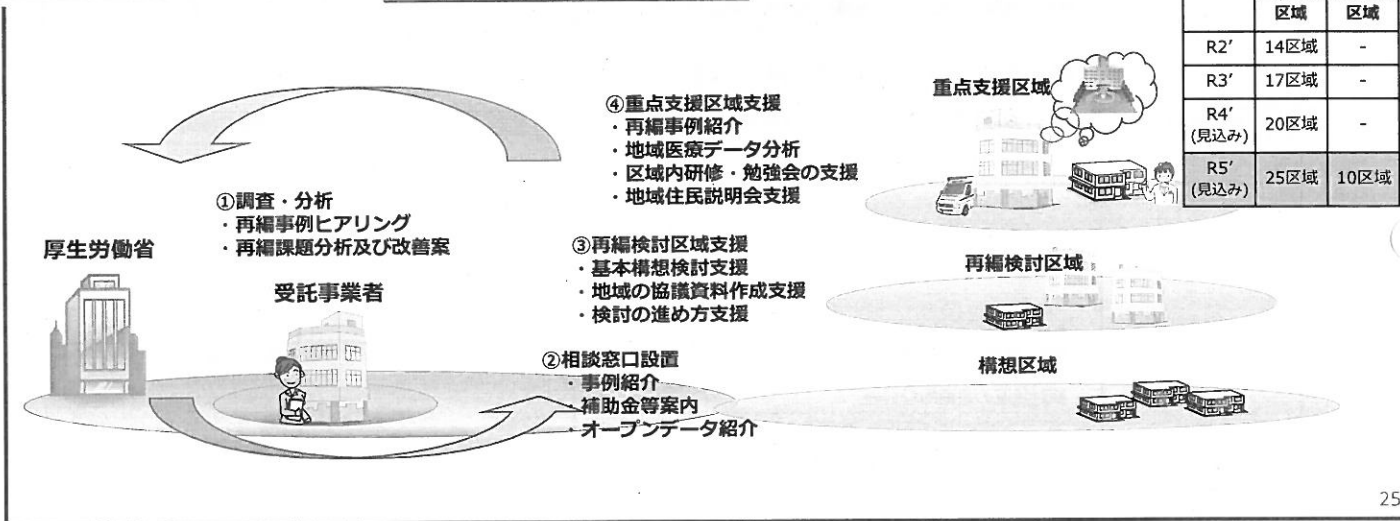 厚生労働省
①調査・分析
・再編事例ヒアリング
・再編課題分析及び改善案
受託事業者
④重点支援区域支援
・再編事例紹介
・地域医療データ分析
・区域内研修・勉強会の支援
・地域住民説明会支援
③再編検討区域支援
・基本構想検討支援
・地域の協議資料作成支援
・検討の進め方支援
②相談窓口設置
・事例紹介
・補助金等案内
・オープンデータ紹介
重点支援区域
再編検討区域
構想区域
区域 区域
R2’ 14区域 -
R3’ 17区域 -
R4’
(見込み) 20区域 -
R5’
(見込み) 25区域 10区域
25